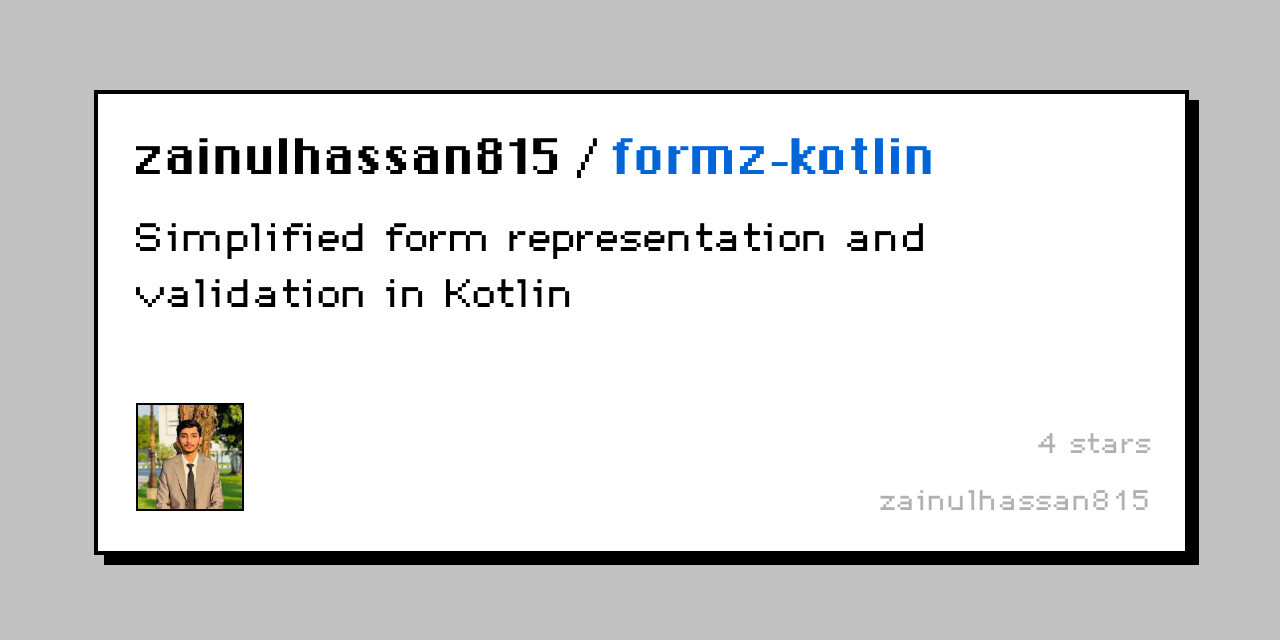 zainulhassan815 / formz-kotlin
Simplified form representation and
validation in Kotlin
4 stars
zainulhassan815